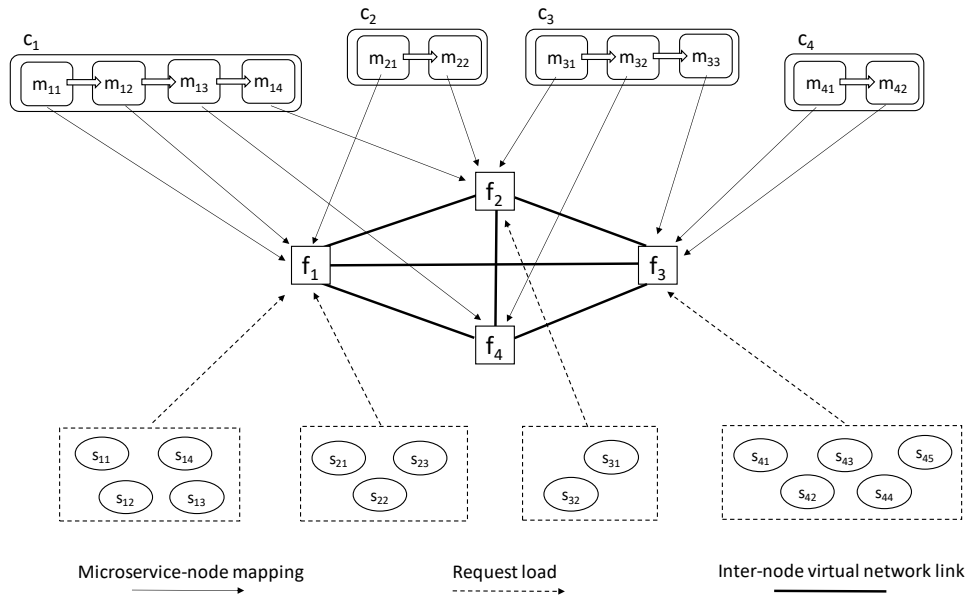 c1
c2
c3
c4
m11 m12 m13 m14
m21 m22
m31 m32 m33
m41 m42
f2
f1
f3
f4
s11 s14
s12 s13
s21 s23
s22
s31
s32
s41 s43 s45
s42 s44
Microservice-node mapping
Request load
Inter-node virtual network link